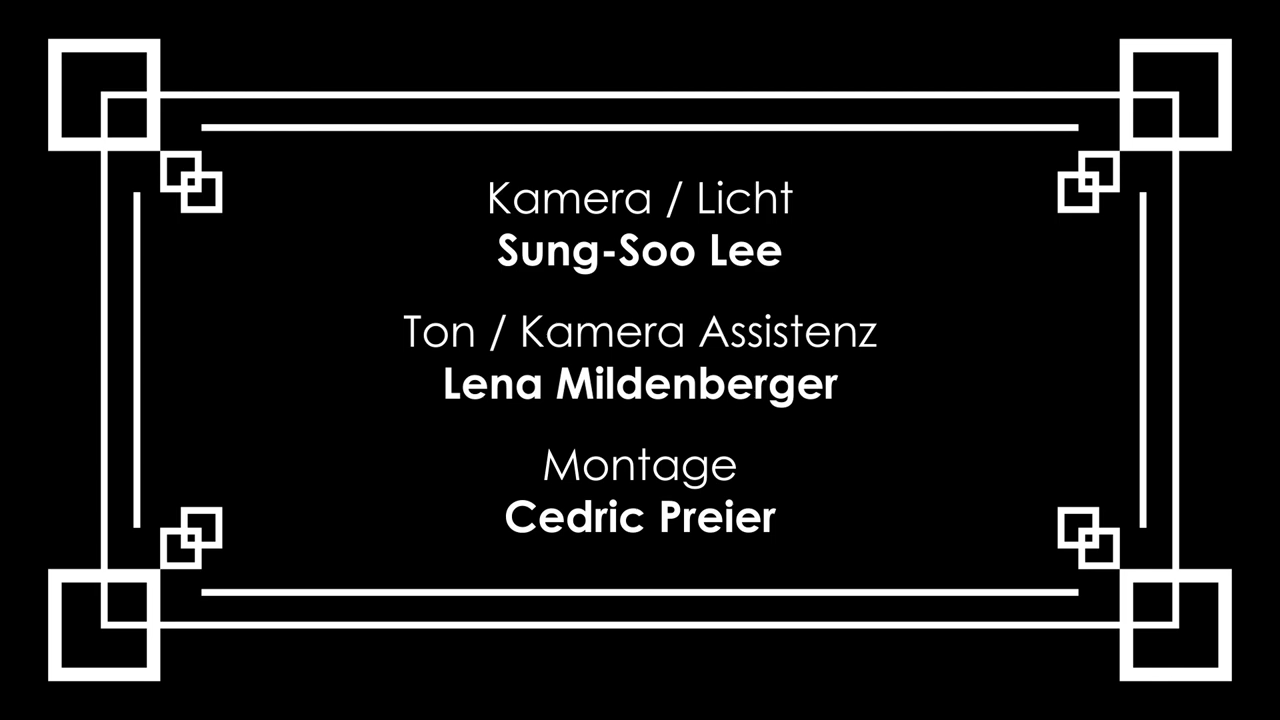 Kamera / Licht
Sung-Soo Lee
Ton / Kamera Assistenz
Lena Mildenberger
Montage
Cedric Preier